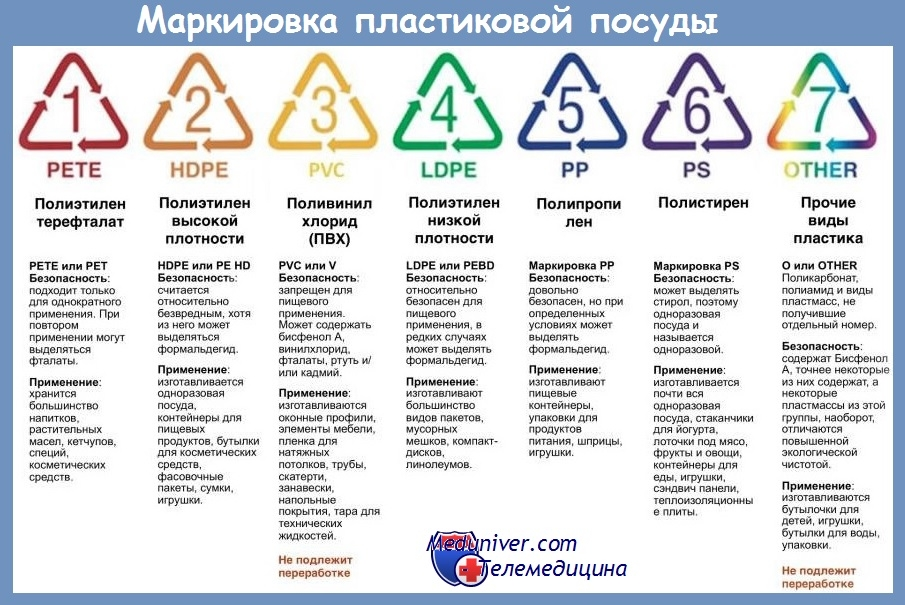 Маркировка пластиковой посуды
1
PETE
Полиэтилен
терефталат
PETE или PET
Безопасность:
подходит только
для однократного
применения. При
повтором
применении могут
выделяться
фталаты.
Применение:
хранится
большинство
напитков,
растительных
масел, кетчупов,
специй,
косметических
средств.
2
HDPE
Полиэтилен
высокой
плотности
HDPE или PE HD
Безопасность:
считается
относительно
безвредным, хотя
из него может
выделяться
формальдегид.
Применение:
изготавливается
одноразовая
посуда,
контейнеры для
пищевых
продуктов, бутылки
для косметических
средств,
фасовочные
пакеты, сумки,
игрушки.
3
PVC
Поливинил
хлорид
(ПВХ)
PVC или V
Безопасность:
запрещен для
пищевого
применения.
Может содержать
бисфенол А,
винилхлорид,
фталаты, ртуть и/
или кадмий.
Применение:
изготавливаются
оконные профили,
элементы мебели,
пленка для
натяжных
потолков, трубы,
скатерти,
занавески,
напольные
покрытия, тара для
технических
жидкостей.
Не подлежит
переработке
4
LDPE
Полиэтилен
низкой
плотности
LDPE или PEBD
Безопасность:
относительно
безопасен для
пищевого
применения, в
редких случаях
может выделять
формальдегид.
Применение:
изготавливают
большинство
видов пакетов,
мусорных
мешков, компакт-
дисков,
линолеумов.
5
PP
Полипропи
лен
Маркировка PP
Безопасность:
довольно
безопасен, но при
определенных
условиях может
выделять
формальдегид.
Применение:
изготавливают
пищевые
контейнеры,
упаковки для
продуктов
питания, шприцы,
игрушки.
6
PS
Полистирен
Маркировка PS
Безопасность:
может выделять
стирол, поэтому
одноразовая
посуда и
называется
одноразовой.
Применение:
изготавливается
почти вся
одноразовая
посуда, стаканчики
для йогурта,
лоточки под мясо,
фрукты и овощи,
контейнеры для
еды, игрушки,
сэндвич панели,
теплоизоляционны
е плиты.
7
OTHER
Прочие
виды
пластика
O или OTHER
Поликарбонат,
полиамид и виды
пластмасс, не
получившие
отдельный номер.
Безопасность:
содержат Бисфенол
А, точнее некоторые
из них содержат, а
некоторые
пластмассы из этой
группы, наоборот,
отличаются
повышенной
экологической
чистотой.
Применение:
изготавливаются
бутылочки для
детей, игрушки,
бутылки для воды,
упаковки.
Не подлежит
переработке
Meduniver.com
Телемедицина